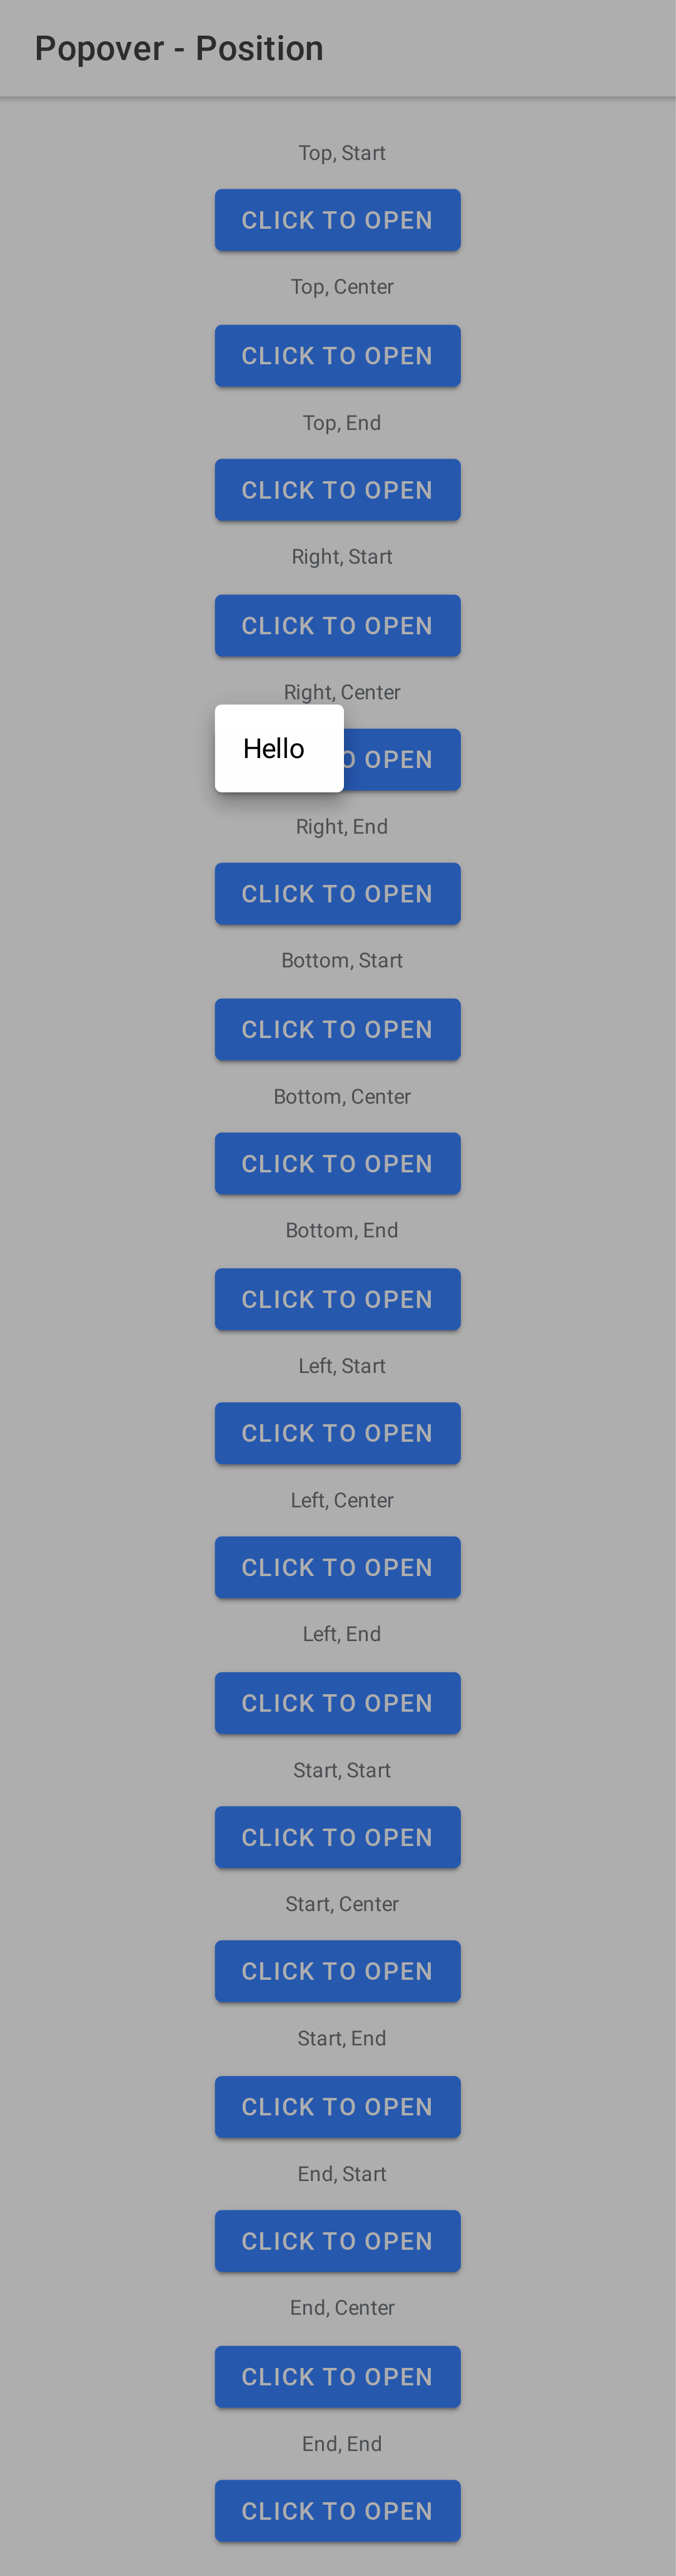 Popover - Position
Top, Start
CLICK TO OPEN
Top, Center
CLICK TO OPEN
Top, End
CLICK TO OPEN
Right, Start
CLICK TO OPEN
Right, Center
Hello
O OPEN
Right, End
CLICK TO OPEN
Bottom, Start
CLICK TO OPEN
Bottom, Center
CLICK TO OPEN
Bottom, End
CLICK TO OPEN
Left, Start
CLICK TO OPEN
Left, Center
CLICK TO OPEN
Left, End
CLICK TO OPEN
Start, Start
CLICK TO OPEN
Start, Center
CLICK TO OPEN
Start, End
CLICK TO OPEN
End, Start
CLICK TO OPEN
End, Center
CLICK TO OPEN
End, End
CLICK TO OPEN